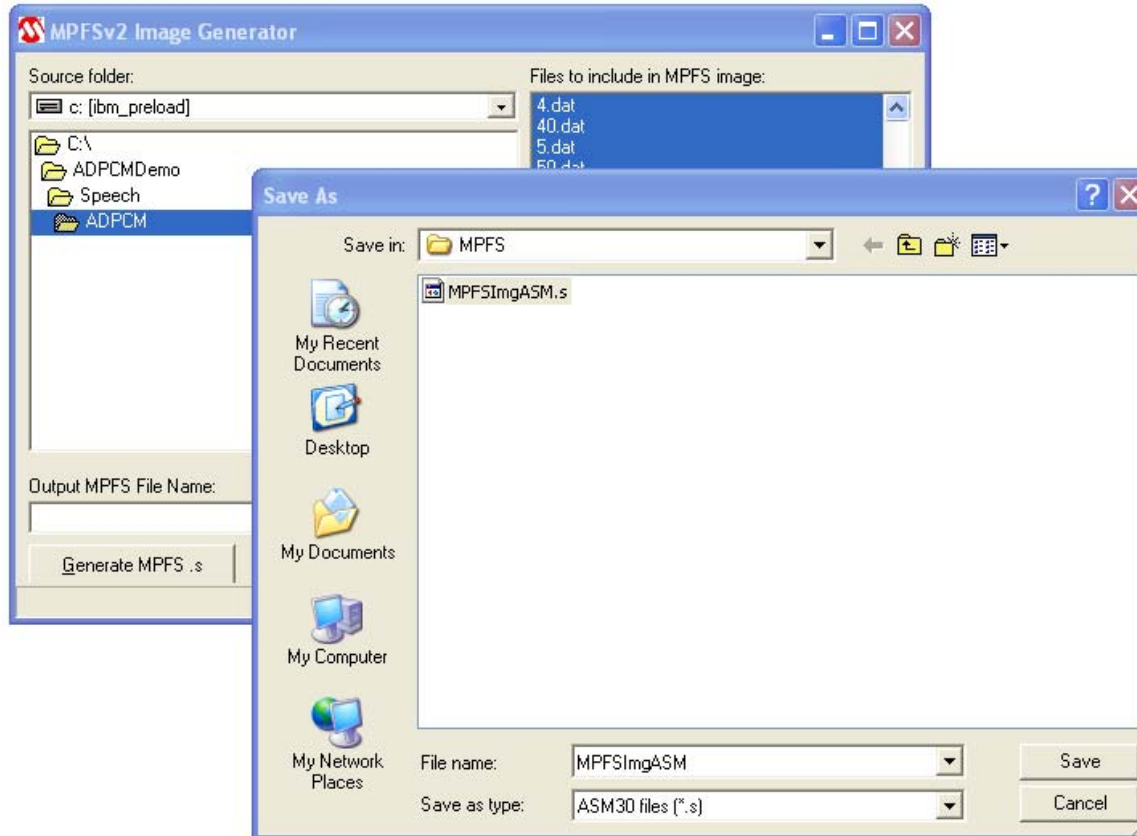 MPFSv2 Image Generator
Source folder:
c: [ibm_preload]
C:\
ADPCMDemo
Speech
ADPCM
Files to include in MPFS image:
4.dat
40.dat
5.dat
50.dat
Output MPFS File Name:
Generate MPFS .s
Save As
Save in:
MPFS
MPFSImgASM.s
My Recent
Documents
Desktop
My Documents
My Computer
My Network
Places
File name:
MPFSImgASM
Save
Save as type:
ASM30 files (*.s)
Cancel